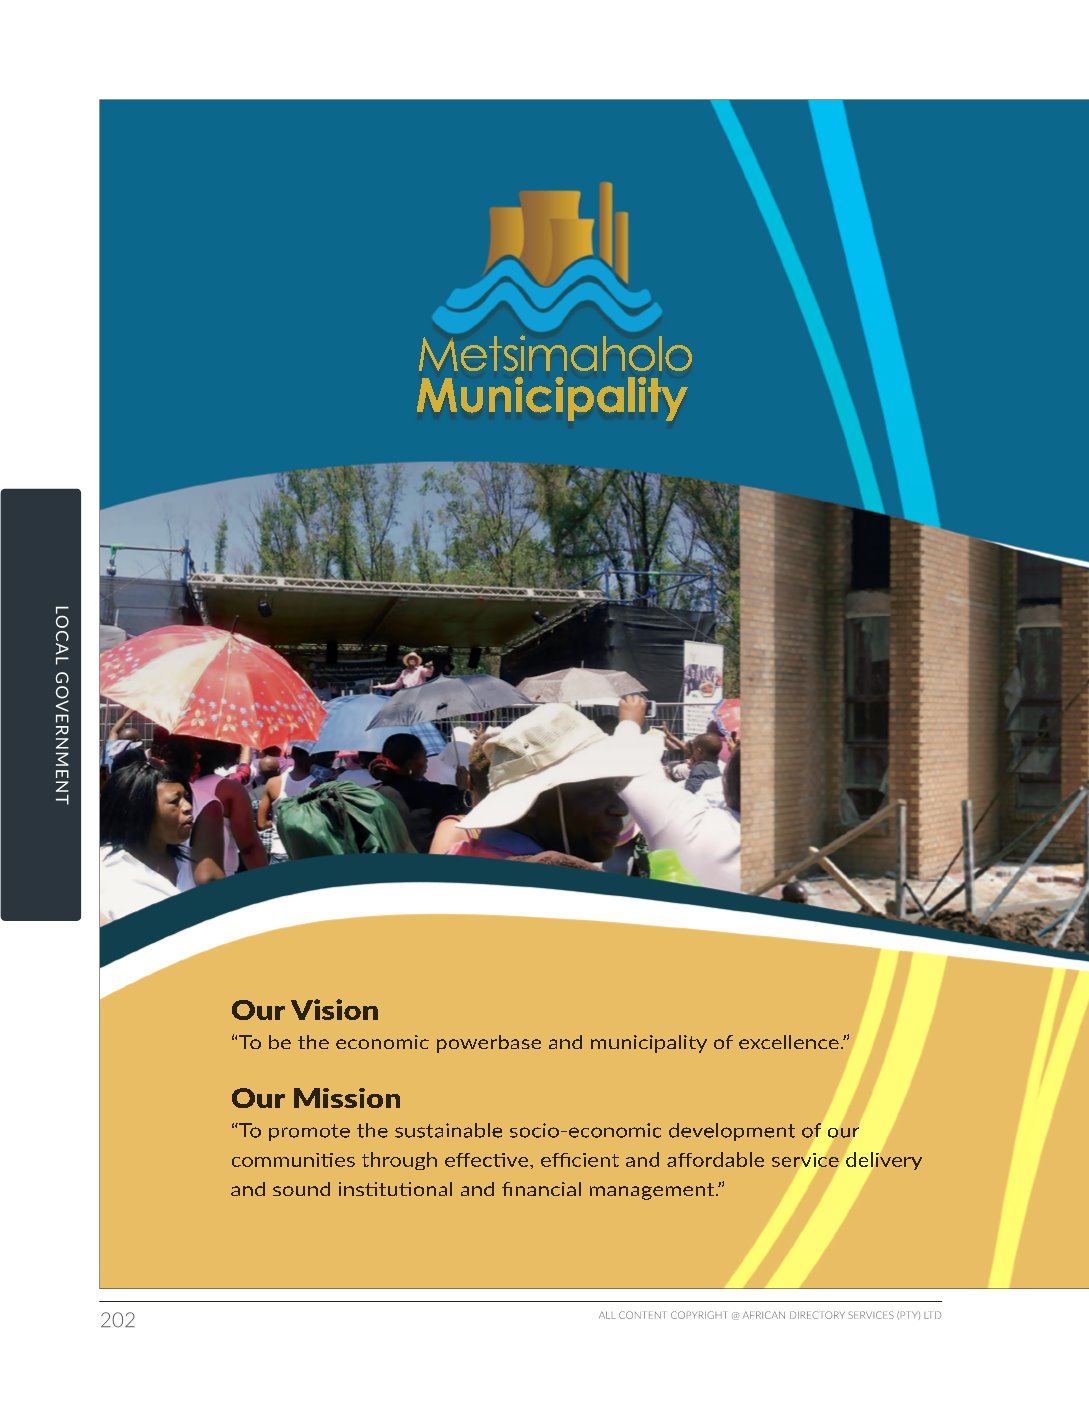 Metsimaholo
Municipality
LOCAL GOVERNMENT
Our Vision
“To be the economic powerbase and municipality of excellence.”
Our Mission
“To promote the sustainable socio-economic development of our
communities through effective, efficient and affordable service delivery
and sound institutional and financial management.”
202
ALL CONTENT COPYRIGHT @ AFRICAN DIRECTORY SERVICES (PTY) LTD